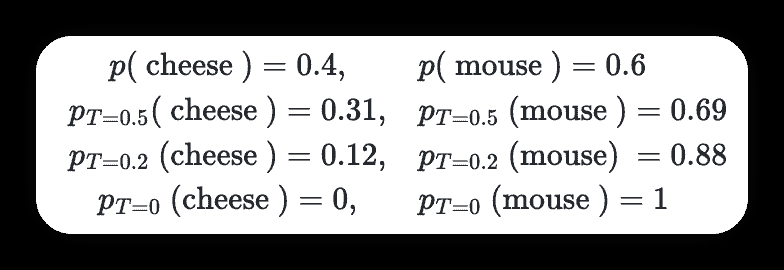 p( cheese ) = 0.4, p( mouse ) = 0.6
p_{T=0.5}( cheese ) = 0.31, p_{T=0.5} (mouse ) = 0.69
p_{T=0.2} (cheese ) = 0.12, p_{T=0.2} (mouse) = 0.88
p_{T=0} (cheese ) = 0, p_{T=0} (mouse ) = 1